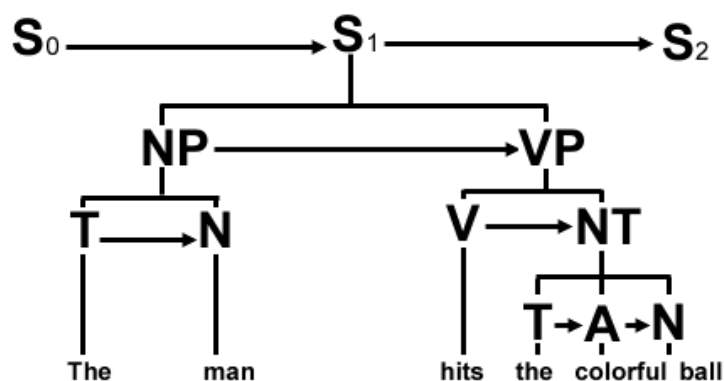 S0 S1 S2
NP VP
T N V NT
T A N
The man hits the colorful ball